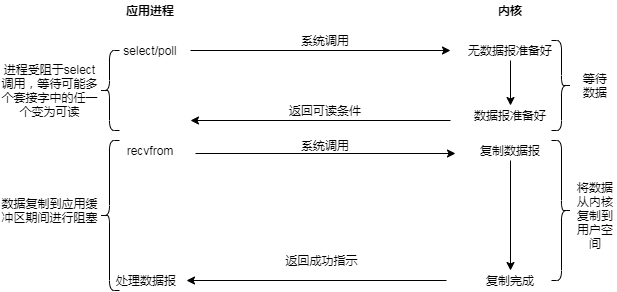 应用进程
内核
select/poll
系统调用
无数据报准备好
进程受阻于select
调用，等待可能多
个套接字中的任一
个变为可读
等待
数据
返回可读条件
数据报准备好
recvfrom
系统调用
复制数据报
数据复制到应用缓
冲区期间进行阻塞
将数据
从内核
复制到
用户空
间
返回成功指示
处理数据报
复制完成